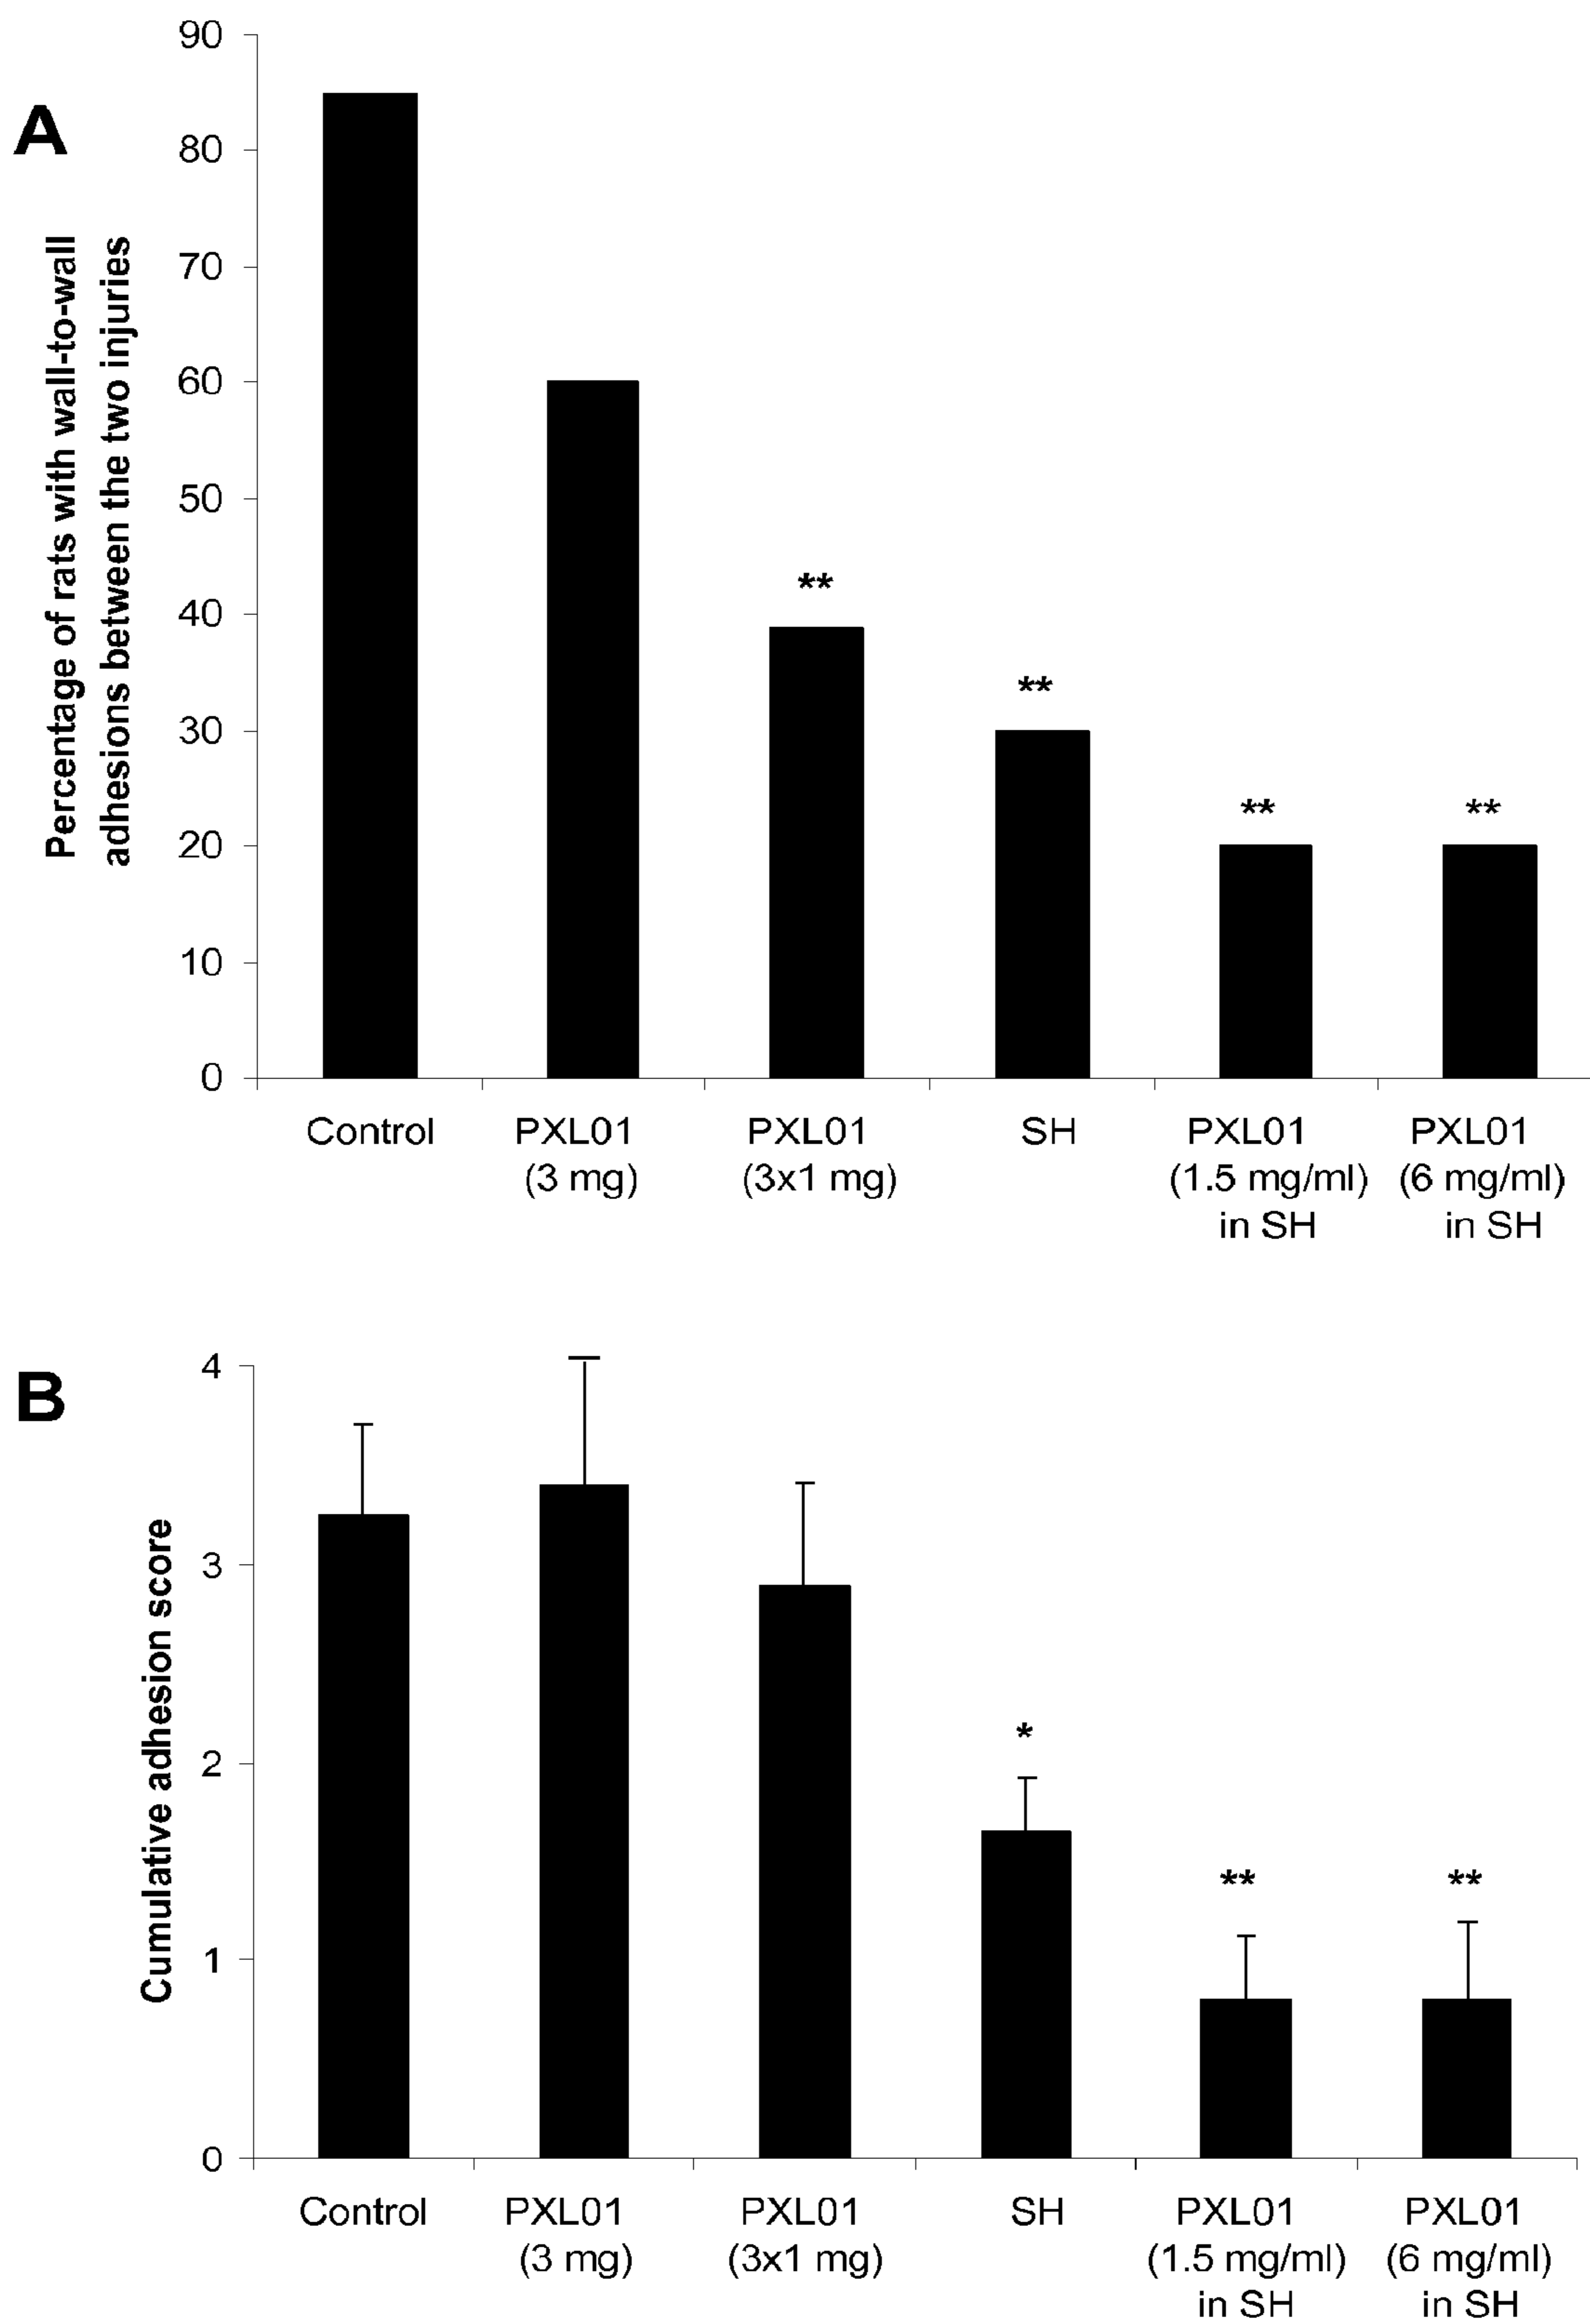 A
Percentage of rats with wall-to-wall
adhesions between the two injuries
90
80
70
60
50
40
30
20
10
0
**
**
**
**
Control
PXL01
(3 mg)
PXL01
(3x1 mg)
SH
PXL01
(1.5 mg/ml)
in SH
PXL01
(6 mg/ml)
in SH
B
Cumulative adhesion score
4
3
2
1
0
*
**
**
Control
PXL01
(3 mg)
PXL01
(3x1 mg)
SH
PXL01
(1.5 mg/ml)
in SH
PXL01
(6 mg/ml)
in SH